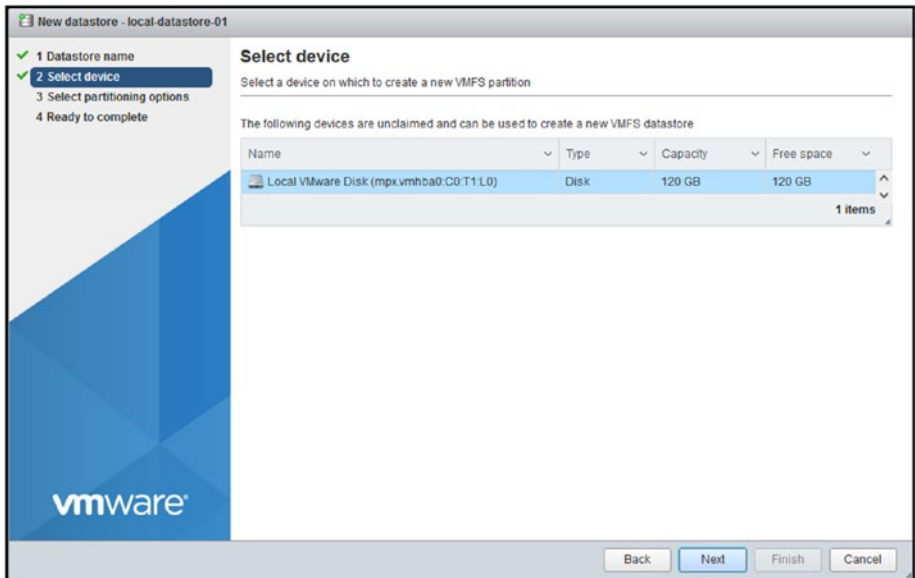 New datastore - local-datastore-01
1 Datastore name
2 Select device
3 Select partitioning options
4 Ready to complete
Select device
Select a device on which to create a new VMFS partition
The following devices are unclaimed and can be used to create a new VMFS datastore
Name Type Capacity Free space
Local VMware Disk (mpx.vmhba0:C0:T1:L0) Disk 120 GB 120 GB
1 items
vmware®
Back Next Finish Cancel